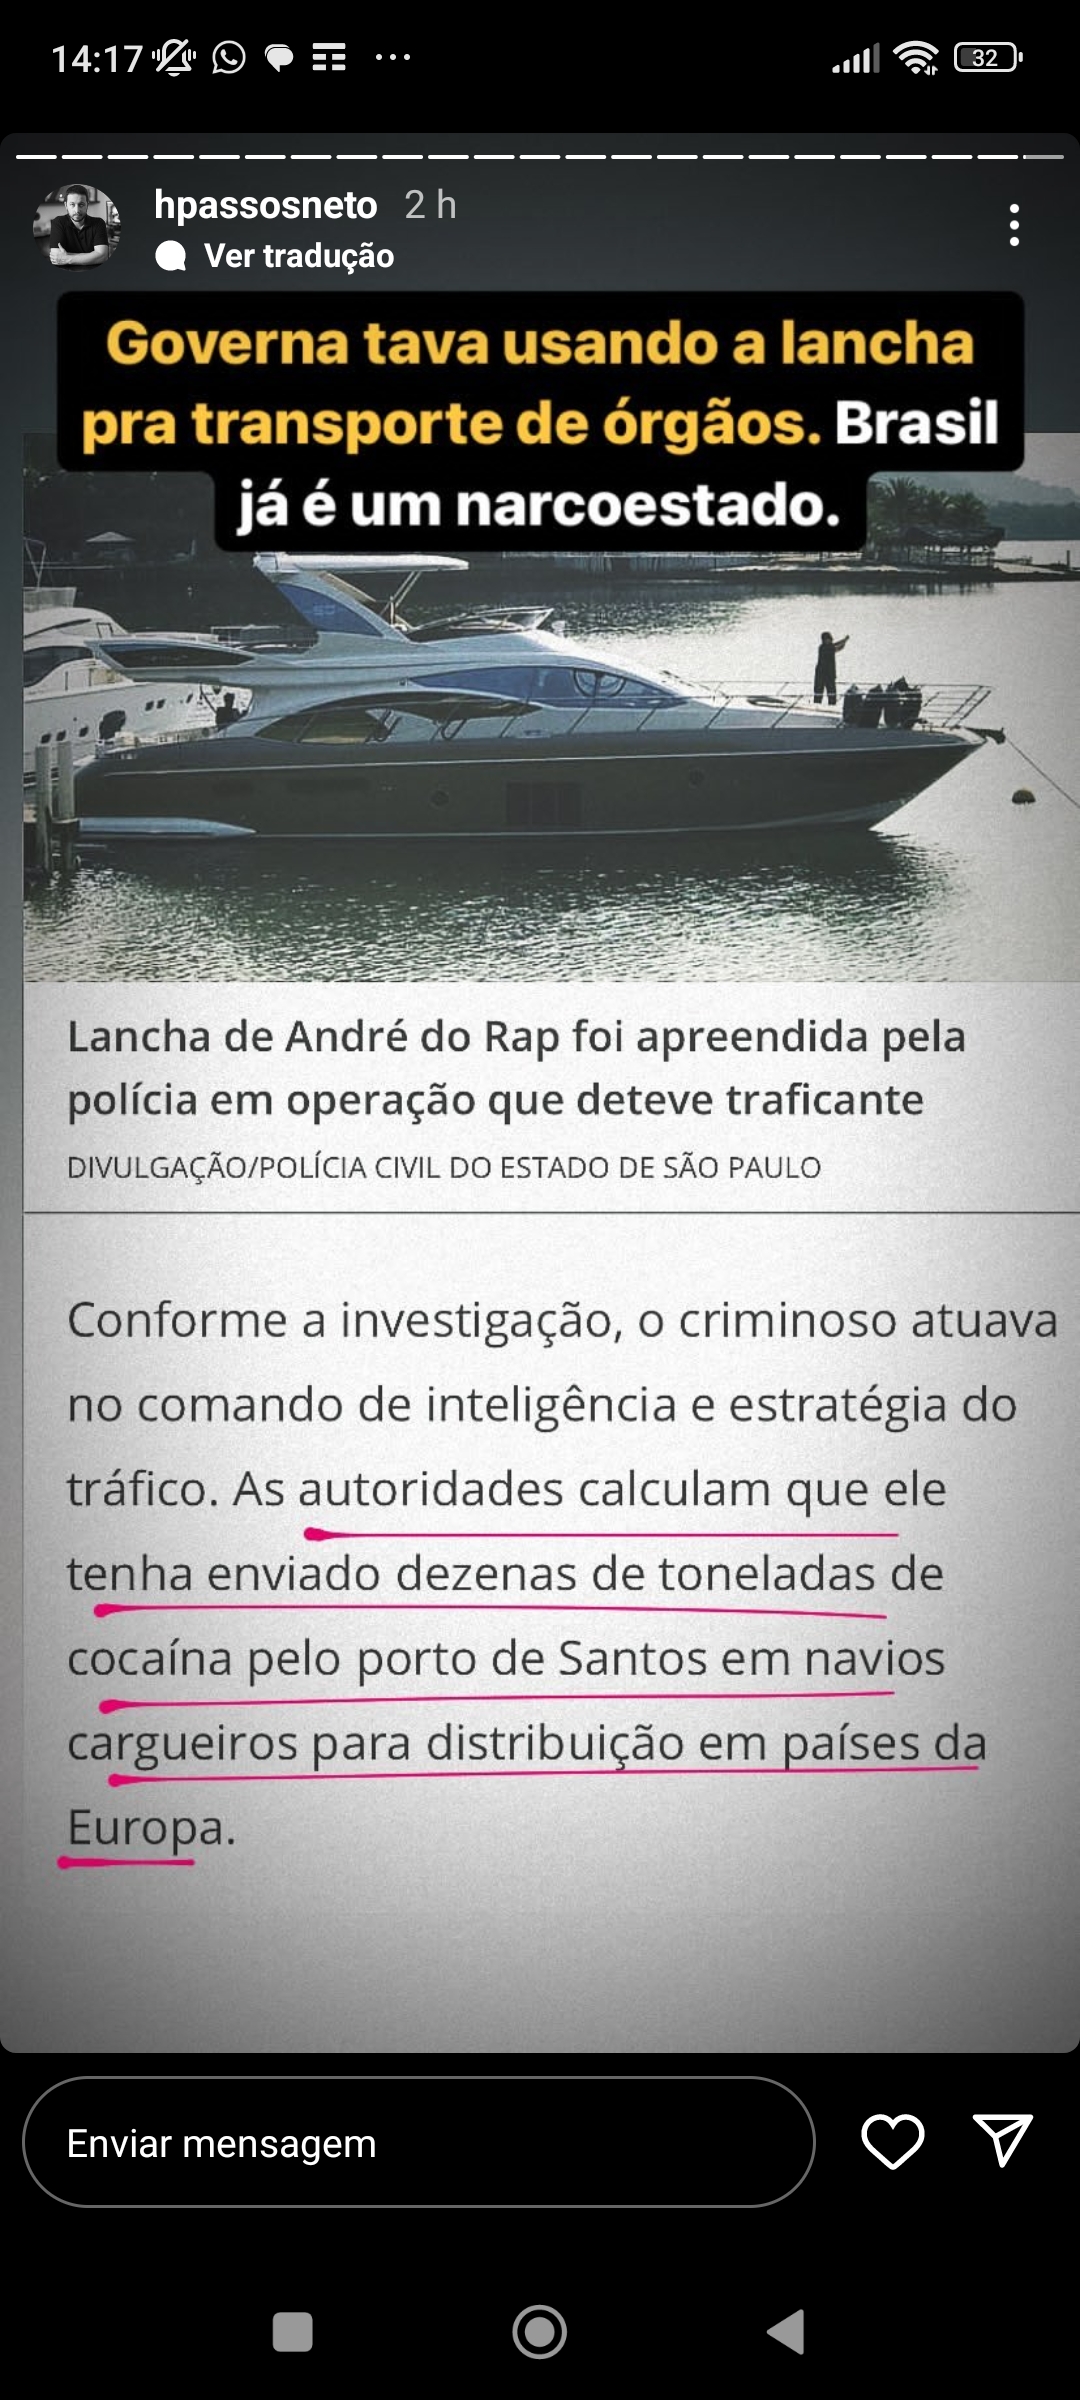 14:17
32
hpassosneto 2 h
Ver tradução
Governa tava usando a lancha
pra transporte de órgãos. Brasil
já é um narcoestado.
Lancha de André do Rap foi apreendida pela
polícia em operação que deteve traficante
DIVULGAÇÃO/POLÍCIA CIVIL DO ESTADO DE SÃO PAULO
Conforme a investigação, o criminoso atuava
no comando de inteligência e estratégia do
tráfico. As autoridades calculam que ele
tenha enviado dezenas de toneladas de
cocaína pelo porto de Santos em navios
cargueiros para distribuição em países da
Europa.
Enviar mensagem